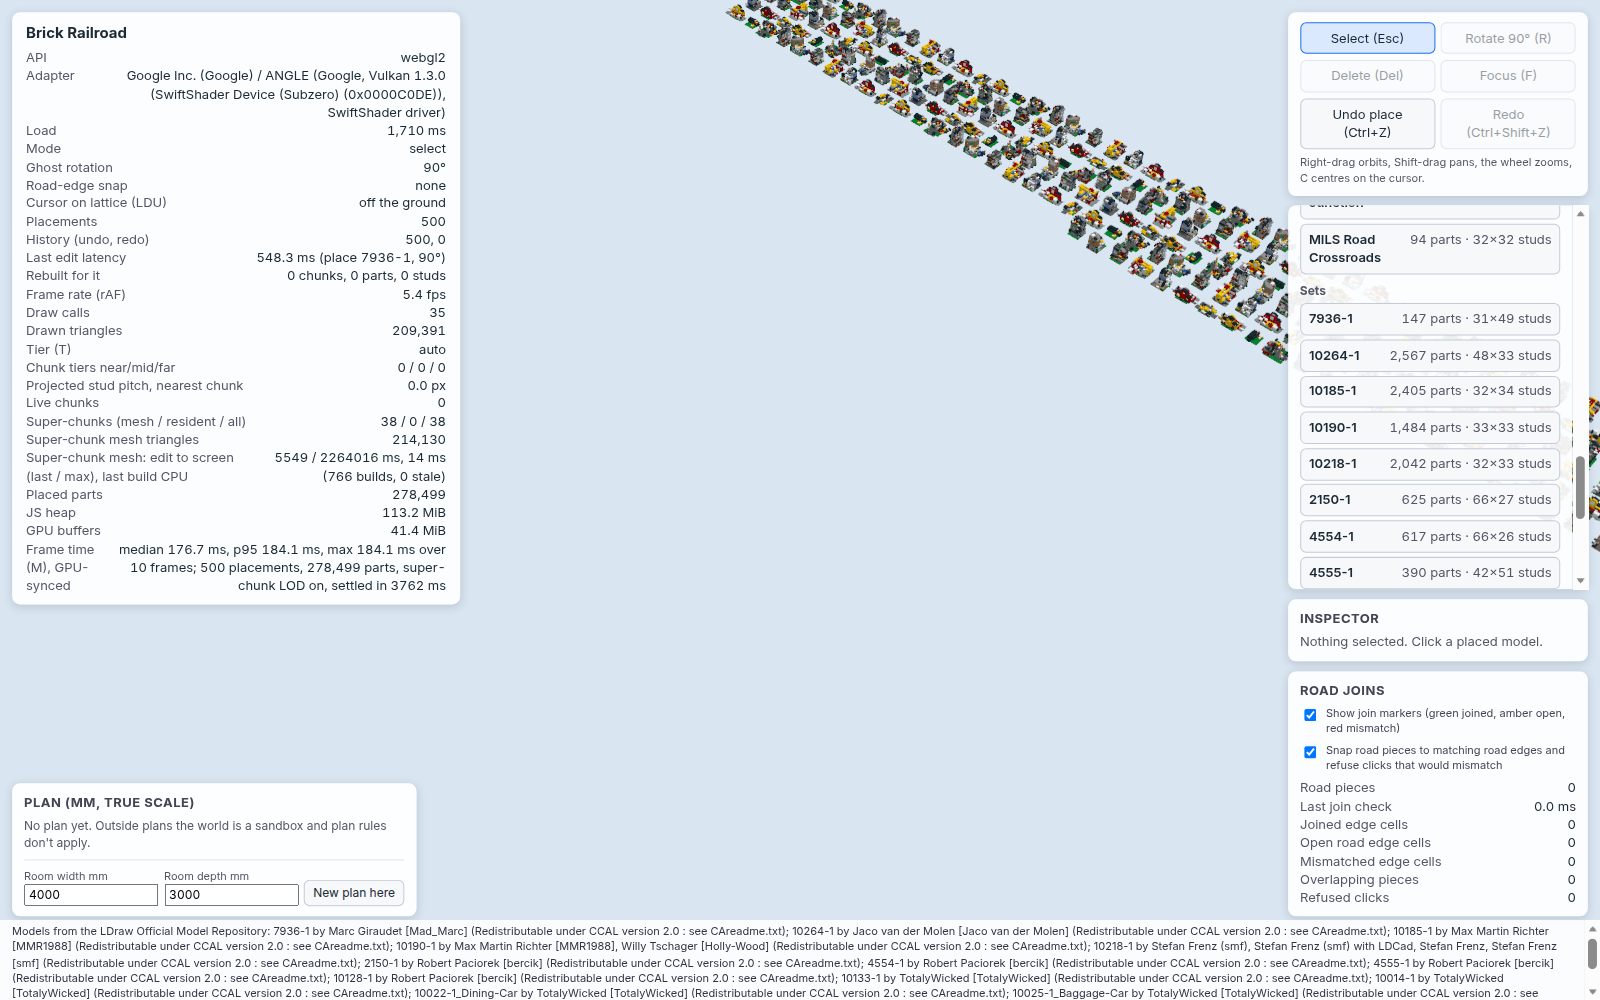 Brick Railroad
API webgl2
Adapter Google Inc. (Google) / ANGLE (Google, Vulkan 1.3.0
(SwiftShader Device (Subzero) (0x0000C0DE)),
SwiftShader driver)
Load 1,710 ms
Mode select
Ghost rotation 90°
Road-edge snap none
Cursor on lattice (LDU) off the ground
Placements 500
History (undo, redo) 500, 0
Last edit latency 548.3 ms (place 7936-1, 90°)
Rebuilt for it 0 chunks, 0 parts, 0 studs
Frame rate (rAF) 5.4 fps
Draw calls 35
Drawn triangles 209,391
Tier (T) auto
Chunk tiers near/mid/far 0 / 0 / 0
Projected stud pitch, nearest chunk 0.0 px
Live chunks 0
Super-chunks (mesh / resident / all) 38 / 0 / 38
Super-chunk mesh triangles 214,130
Super-chunk mesh: edit to screen 5549 / 2264016 ms, 14 ms
(last / max), last build CPU (766 builds, 0 stale)
Placed parts 278,499
JS heap 113.2 MiB
GPU buffers 41.4 MiB
Frame time median 176.7 ms, p95 184.1 ms, max 184.1 ms over
(M), GPU- 10 frames; 500 placements, 278,499 parts, super-
synced chunk LOD on, settled in 3762 ms
Select (Esc) Rotate 90° (R)
Delete (Del) Focus (F)
Undo place Redo
(Ctrl+Z) (Ctrl+Shift+Z)
Right-drag orbits, Shift-drag pans, the wheel zooms,
C centres on the cursor.
MILS Road 94 parts · 32×32 studs
Crossroads
Sets
7936-1 147 parts · 31×49 studs
10264-1 2,567 parts · 48×33 studs
10185-1 2,405 parts · 32×34 studs
10190-1 1,484 parts · 33×33 studs
10218-1 2,042 parts · 32×33 studs
2150-1 625 parts · 66×27 studs
4554-1 617 parts · 66×26 studs
4555-1 390 parts · 42×51 studs
INSPECTOR
Nothing selected. Click a placed model.
ROAD JOINS
Show join markers (green joined, amber open,
red mismatch)
Snap road pieces to matching road edges and
refuse clicks that would mismatch
Road pieces 0
Last join check 0.0 ms
Joined edge cells 0
Open road edge cells 0
Mismatched edge cells 0
Overlapping pieces 0
Refused clicks 0
PLAN (MM, TRUE SCALE)
No plan yet. Outside plans the world is a sandbox and plan rules
don't apply.
Room width mm Room depth mm
4000 3000 New plan here
Models from the LDraw Official Model Repository: 7936-1 by Marc Giraudet [Mad_Marc] (Redistributable under CCAL version 2.0 : see CAreadme.txt); 10264-1 by Jaco van der Molen [Jaco van der Molen] (Redistributable under CCAL version 2.0 : see CAreadme.txt); 10185-1 by Max Martin Richter
[MMR1988] (Redistributable under CCAL version 2.0 : see CAreadme.txt); 10190-1 by Max Martin Richter [MMR1988], Willy Tschager [Holly-Wood] (Redistributable under CCAL version 2.0 : see CAreadme.txt); 10218-1 by Stefan Frenz (smf), Stefan Frenz (smf) with LDCad, Stefan Frenz, Stefan Frenz
[smf] (Redistributable under CCAL version 2.0 : see CAreadme.txt); 2150-1 by Robert Paciorek [bercik] (Redistributable under CCAL version 2.0 : see CAreadme.txt); 4554-1 by Robert Paciorek [bercik] (Redistributable under CCAL version 2.0 : see CAreadme.txt); 4555-1 by Robert Paciorek [bercik]
(Redistributable under CCAL version 2.0 : see CAreadme.txt); 10128-1 by Robert Paciorek [bercik] (Redistributable under CCAL version 2.0 : see CAreadme.txt); 10133-1 by TotalyWicked [TotalyWicked] (Redistributable under CCAL version 2.0 : see CAreadme.txt); 10014-1 by TotalyWicked
[TotalyWicked] (Redistributable under CCAL version 2.0 : see CAreadme.txt); 10022-1_Dining-Car by TotalyWicked [TotalyWicked] (Redistributable under CCAL version 2.0 : see CAreadme.txt); 10025-1_Baggage-Car by TotalyWicked [TotalyWicked] (Redistributable under CCAL version 2.0 : see